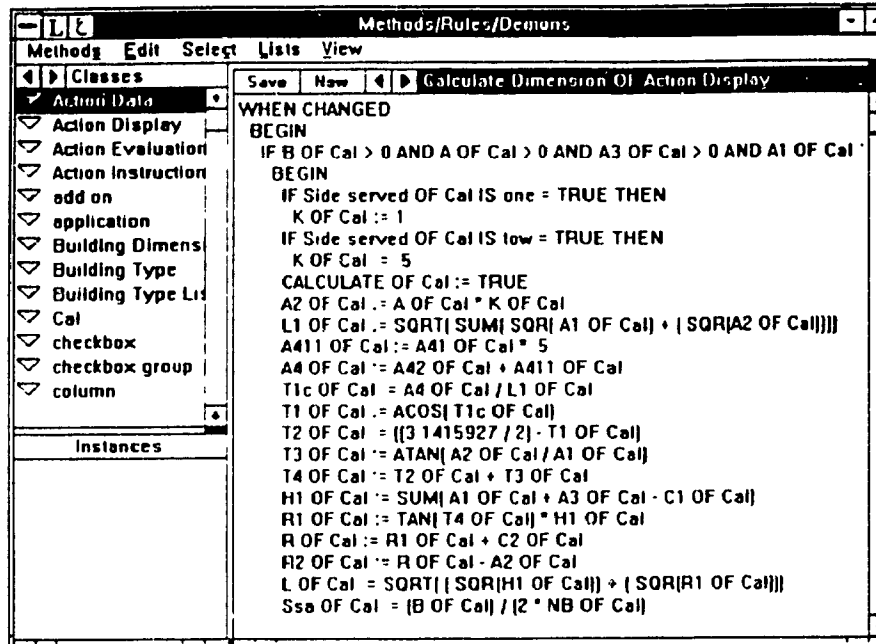 Methods/Rules/Demons
Methods Edit Select Lists View
Classes
Action Data
Action Display
Action Evaluation
Action Instruction
add on
application
Building Dimensi
Building Type
Building Type Lis
Cal
checkbox
checkbox group
column
Instances
Save New Calculate Dimension Of Action Display
WHEN CHANGED
BEGIN
IF B OF Cal > 0 AND A OF Cal > 0 AND A3 OF Cal > 0 AND A1 OF Cal
BEGIN
IF Side served OF Cal IS one = TRUE THEN
K OF Cal := 1
IF Side served OF Cal IS tow = TRUE THEN
K OF Cal = 5
CALCULATE OF Cal := TRUE
A2 OF Cal := A OF Cal * K OF Cal
L1 OF Cal := SQRT( SUM( SQR( A1 OF Cal) + ( SQR(A2 OF Cal))))
A411 OF Cal := A41 OF Cal * 5
A4 OF Cal := A42 OF Cal + A411 OF Cal
T1c OF Cal = A4 OF Cal / L1 OF Cal
T1 OF Cal := ACOS( T1c OF Cal)
T2 OF Cal = ((3 1415927 / 2) - T1 OF Cal)
T3 OF Cal := ATAN( A2 OF Cal / A1 OF Cal)
T4 OF Cal := T2 OF Cal + T3 OF Cal
H1 OF Cal := SUM( A1 OF Cal + A3 OF Cal - C1 OF Cal)
R1 OF Cal := TAN( T4 OF Cal) * H1 OF Cal
R OF Cal := R1 OF Cal + C2 OF Cal
R2 OF Cal := R OF Cal - A2 OF Cal
L OF Cal = SQRT( ( SQR(H1 OF Cal)) + ( SQR(R1 OF Cal)))
Ssa OF Cal = (B OF Cal) / (2 * NB OF Cal)